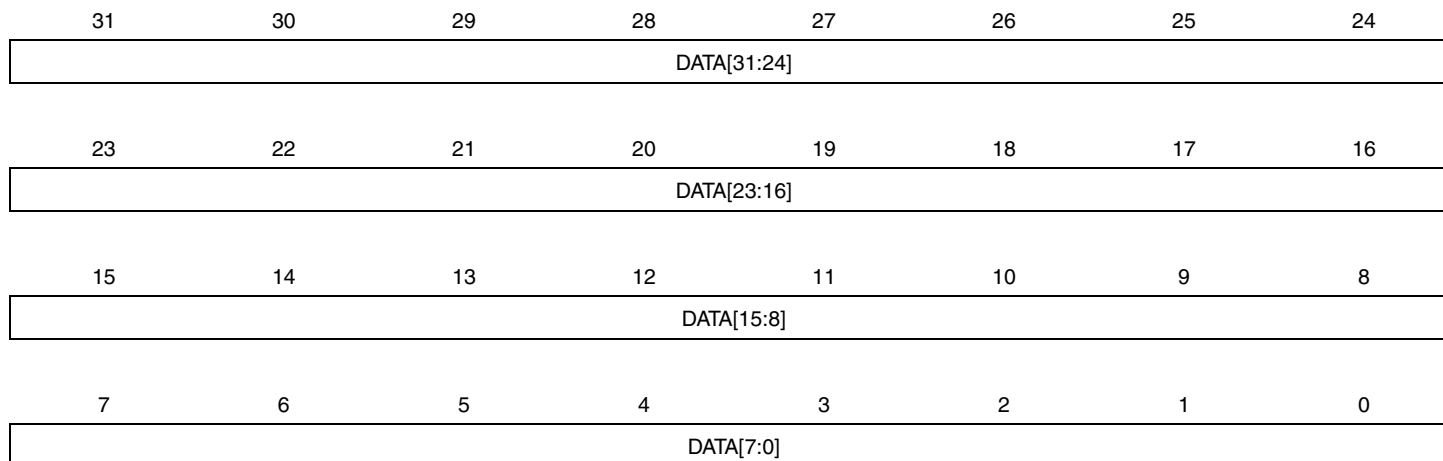 31 30 29 28 27 26 25 24
DATA[31:24]
23 22 21 20 19 18 17 16
DATA[23:16]
15 14 13 12 11 10 9 8
DATA[15:8]
7 6 5 4 3 2 1 0
DATA[7:0]